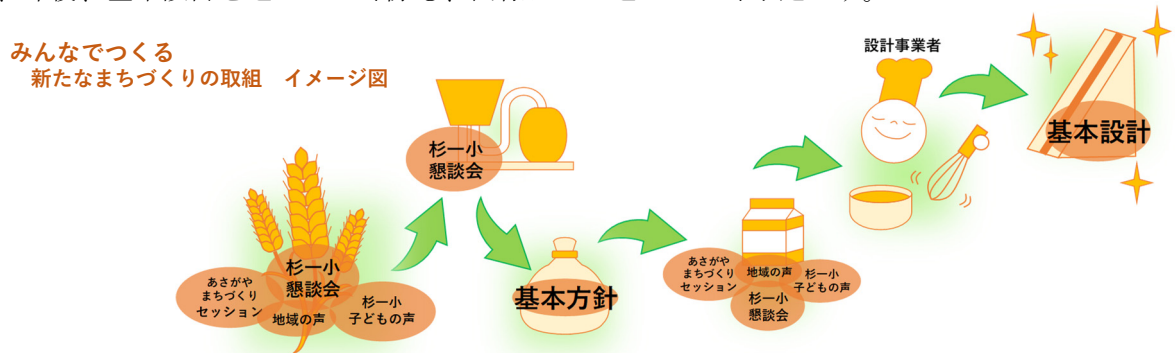 みんなでつくる
新たなまちづくりの取組　イメージ図
杉一小
懇談会
あさがや
まちづくり
セッション
地域の声
杉一小
子どもの声
杉一小
懇談会
基本方針
あさがや
まちづくり
セッション
地域の声
杉一小
子どもの声
杉一小
懇談会
設計事業者
基本設計